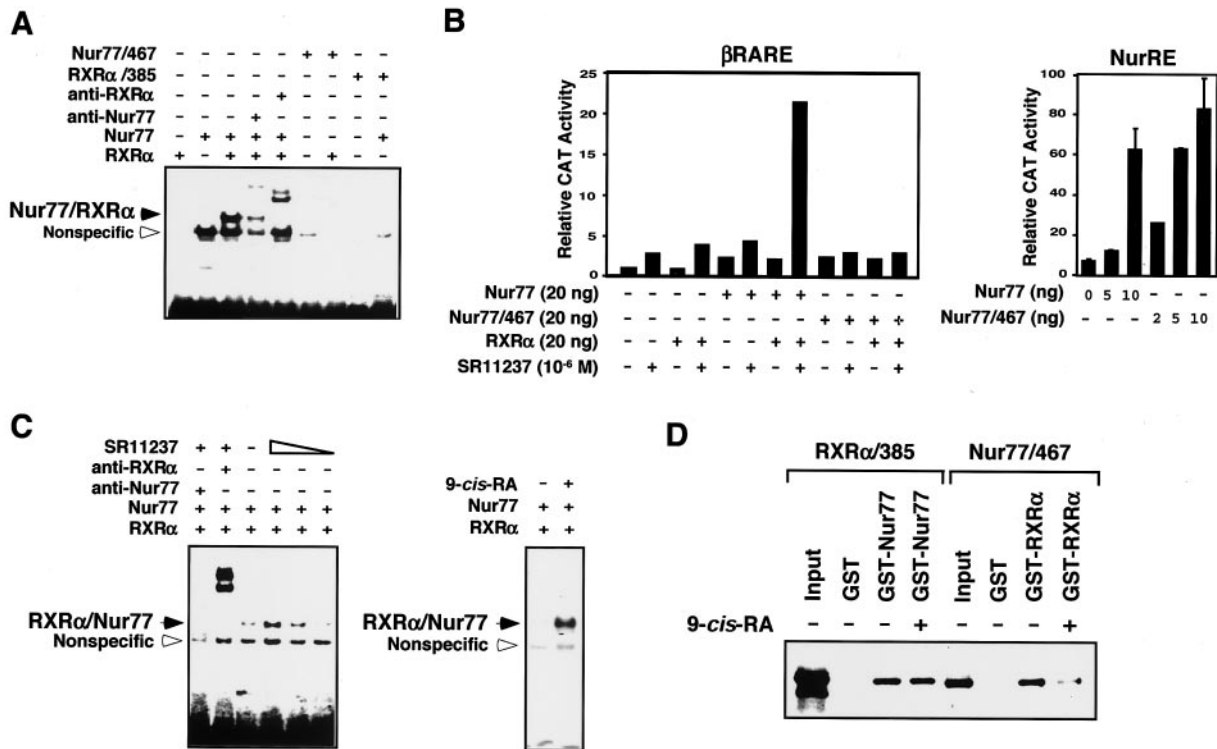 A
Nur77/467 – – – – – + + – –
RXRα/385 – – – – – – – + +
anti-RXRα – – – – + – – – –
anti-Nur77 – – – + – – – – –
Nur77 – + + + + – – – +
RXRα + – + + + – + – –
Nur77/RXRα
Nonspecific
B
βRARE
Relative CAT Activity
25
20
15
10
5
0
Nur77 (20 ng) – – – – + + + + – – – –
Nur77/467 (20 ng) – – – – – – – – + + + +
RXRα (20 ng) – – + + – – + + – – + +
SR11237 (10⁻⁶ M) – + – + – + – + – + – +
NurRE
Relative CAT Activity
100
80
60
40
20
0
Nur77 (ng) 0 5 10 – – –
Nur77/467 (ng) – – – 2 5 10
C
SR11237 + + –
anti-RXRα – + – – – –
anti-Nur77 + – – – – –
Nur77 + + + + + +
RXRα + + + + + +
RXRα/Nur77
Nonspecific
9-cis-RA – +
Nur77 + +
RXRα + +
RXRα/Nur77
Nonspecific
D
RXRα/385 Nur77/467
Input GST GST-Nur77 GST-Nur77 Input GST GST-RXRα GST-RXRα
9-cis-RA – – – + – – – +